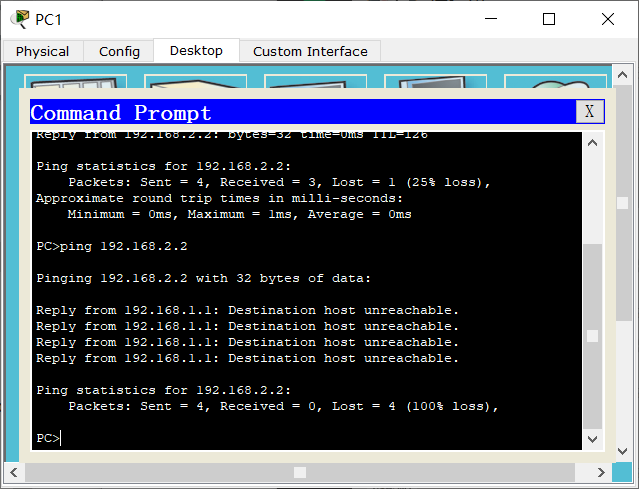 PC1
Physical Config Desktop Custom Interface
Command Prompt X
Reply from 192.168.2.2: bytes=32 time=0ms TTL=126
Ping statistics for 192.168.2.2:
Packets: Sent = 4, Received = 3, Lost = 1 (25% loss),
Approximate round trip times in milli-seconds:
Minimum = 0ms, Maximum = 1ms, Average = 0ms
PC>ping 192.168.2.2
Pinging 192.168.2.2 with 32 bytes of data:
Reply from 192.168.1.1: Destination host unreachable.
Reply from 192.168.1.1: Destination host unreachable.
Reply from 192.168.1.1: Destination host unreachable.
Reply from 192.168.1.1: Destination host unreachable.
Ping statistics for 192.168.2.2:
Packets: Sent = 4, Received = 0, Lost = 4 (100% loss),
PC>